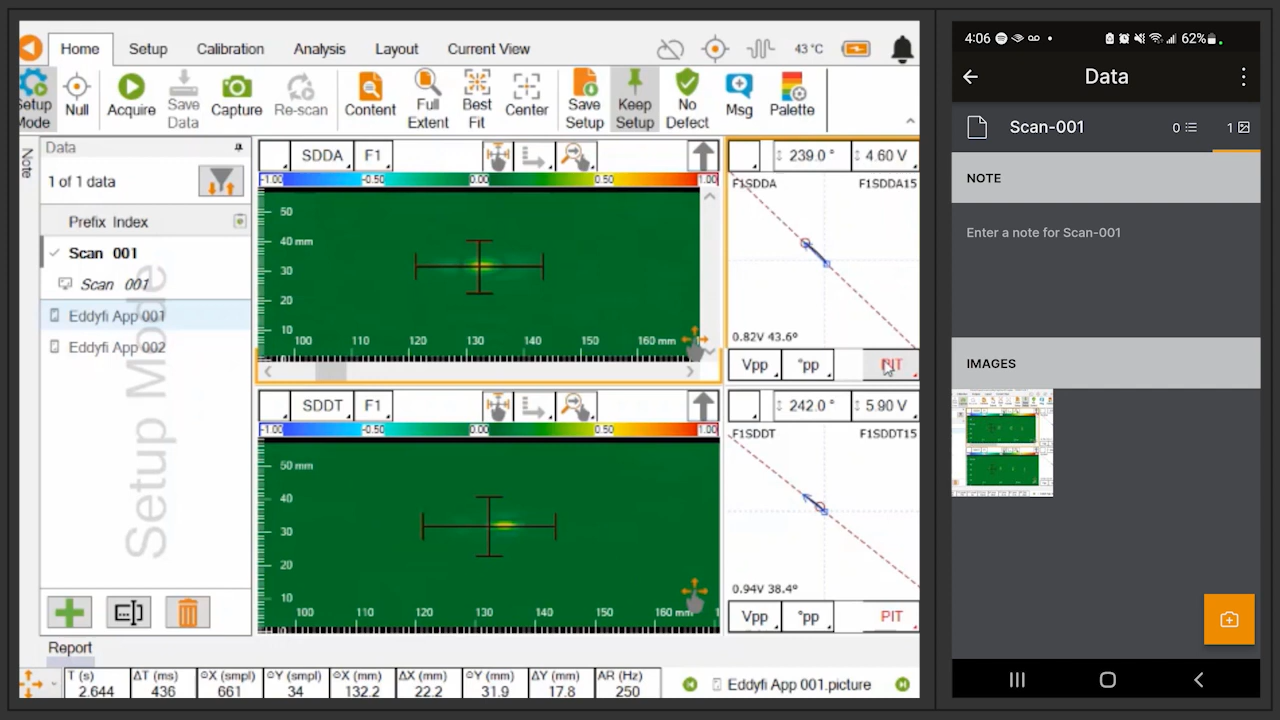 Home Setup Calibration Analysis Layout Current View 43 °C
Setup Mode Null Acquire Save Data Capture Re-scan Content Full Extent Best Fit Center Save Setup Keep Setup No Defect Msg Palette
Note
Data
1 of 1 data
Prefix Index
Scan 001
Scan 001
Eddyfi App 001
Eddyfi App 002
Setup Mode
Report
SDDA F1
-1.00 -0.50 0.00 0.50 1.00
50
40 mm
30
20
10
100 110 120 130 140 150 160 mm
239.0 ° 4.60 V
F1SDDA F1SDDA15
0.82V 43.6°
Vpp °pp PIT
SDDT F1
-1.00 -0.50 0.00 0.50 1.00
50 mm
40
30
20
10
100 110 120 130 140 150 160 mm
242.0 ° 5.90 V
F1SDDT F1SDDT15
0.94V 38.4°
Vpp °pp PIT
T (s) ΔT (ms) ⊙X (smpl) ⊙Y (smpl) ⊙X (mm) ΔX (mm) ⊙Y (mm) ΔY (mm) AR (Hz)
2.644 436 661 34 132.2 22.2 31.9 17.8 250
Eddyfi App 001.picture
4:06 62%
Data
Scan-001 0 1
NOTE
Enter a note for Scan-001
IMAGES